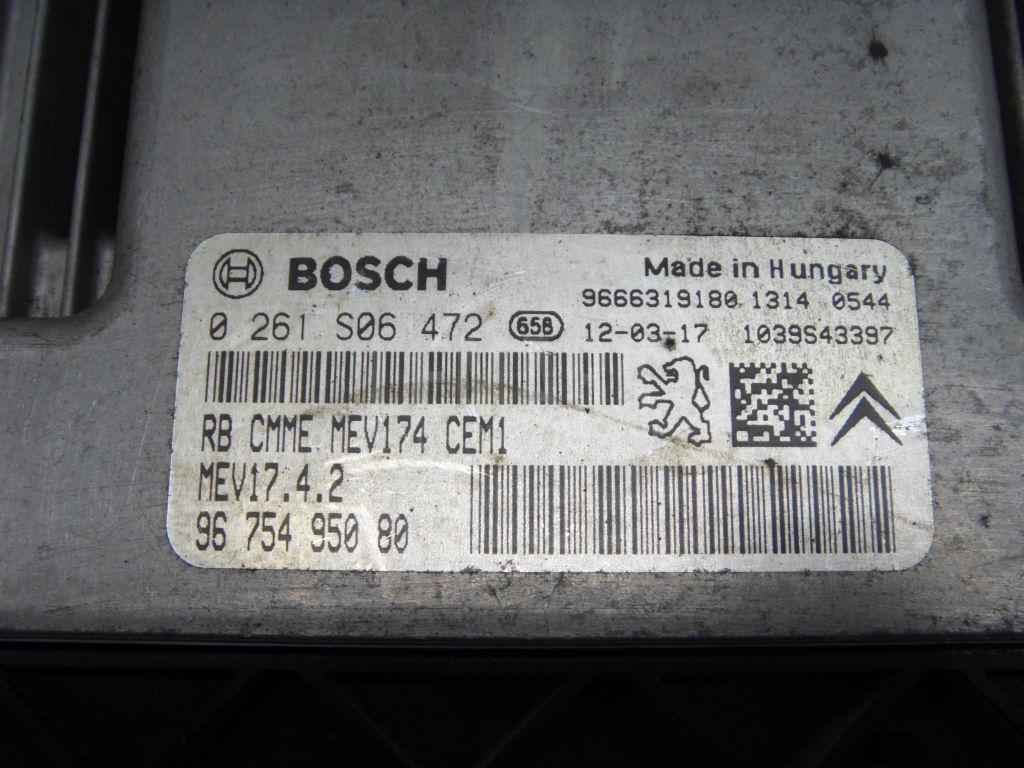 BOSCH
Made in Hungary
9666319180 1314 0544
0 261 S06 472 658 12-03-17 1039S43397
RB CMME MEV174 CEM1
MEV17.4.2
96 754 950 80